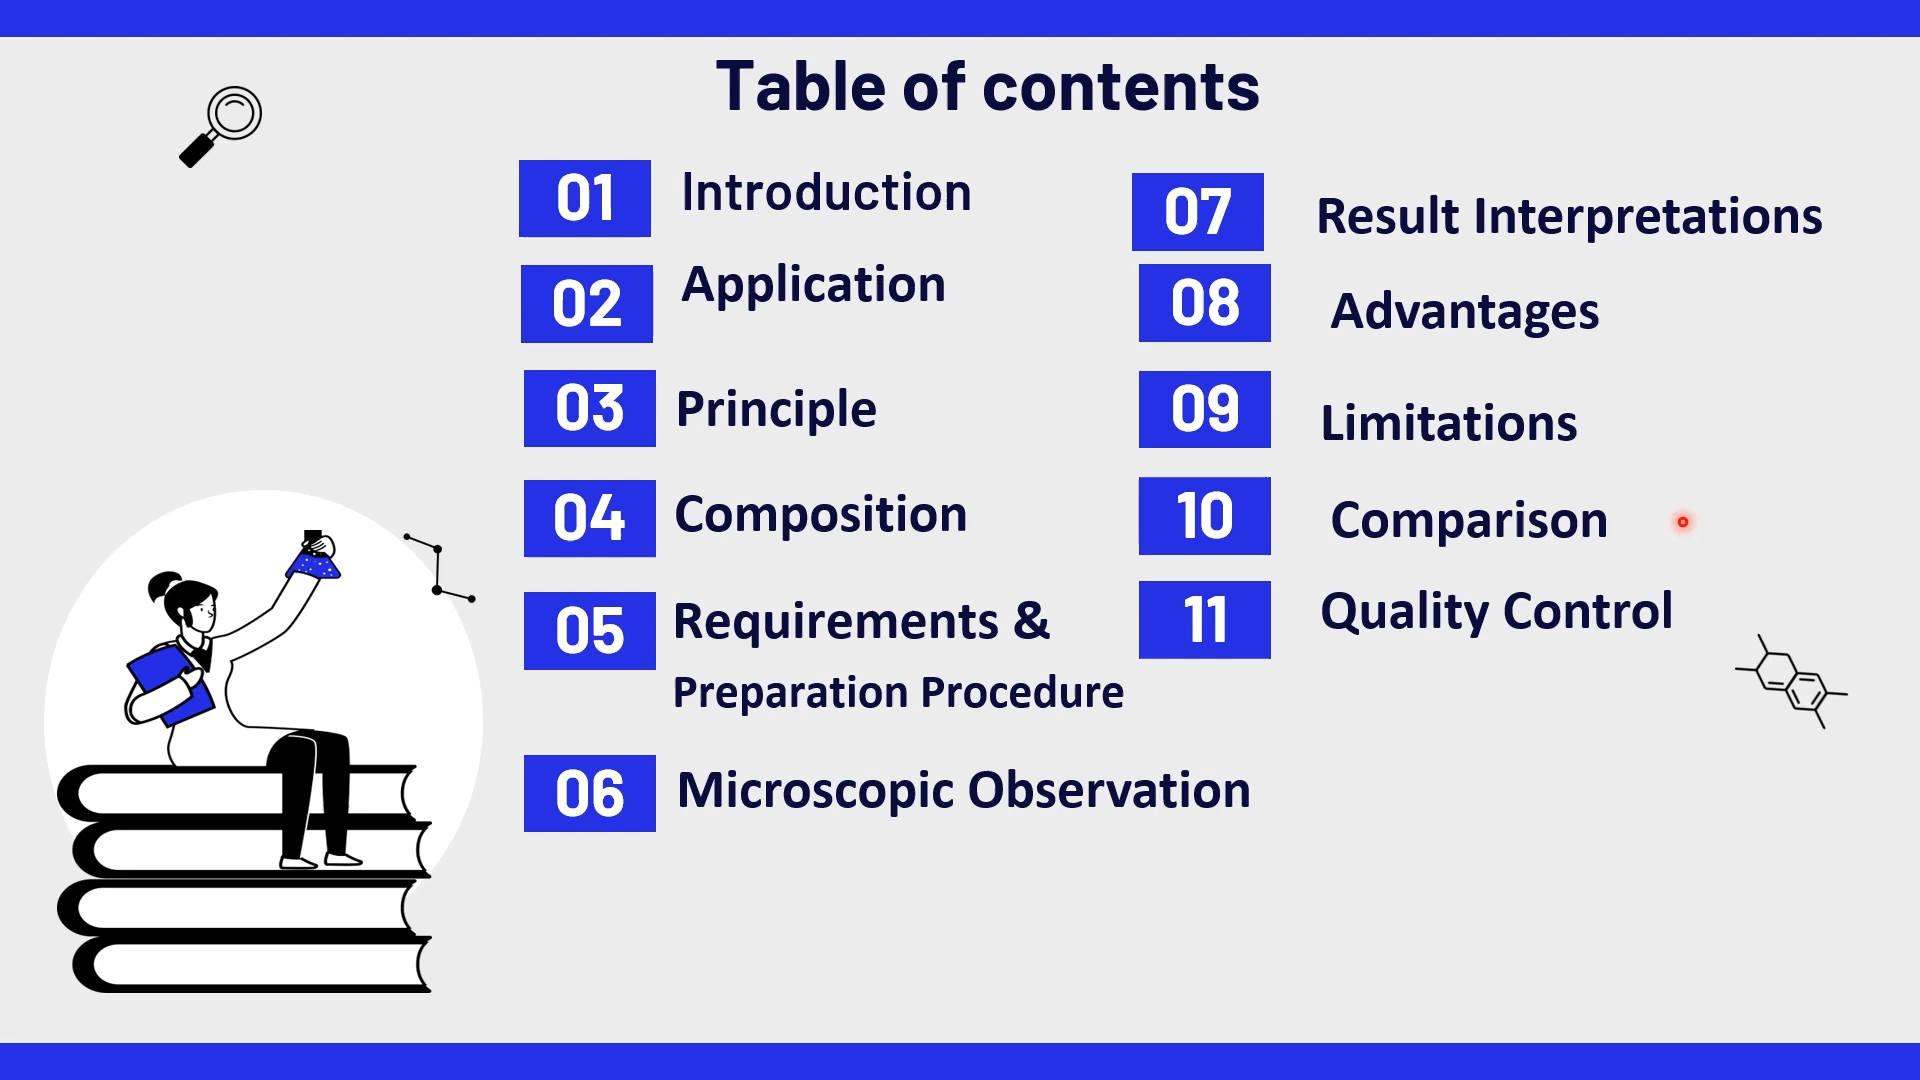 Table of contents
01 Introduction
02 Application
03 Principle
04 Composition
05 Requirements &
Preparation Procedure
06 Microscopic Observation
07 Result Interpretations
08 Advantages
09 Limitations
10 Comparison
11 Quality Control